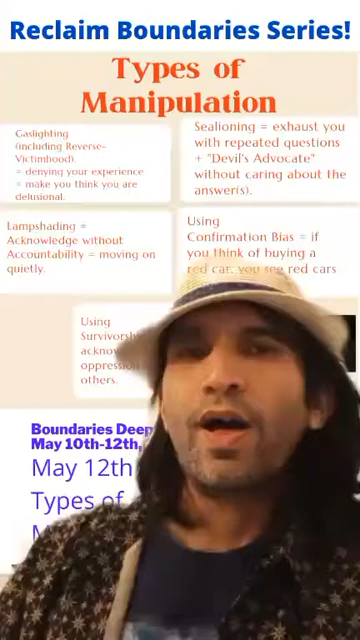 Reclaim Boundaries Series!
Types of
Manipulation
Gaslighting
(including Reverse-
Victimhood).
= denying your experience
= make you think you are
delusional.
Sealioning = exhaust you
with repeated questions
+ "Devil's Advocate"
without caring about the
answer(s).
Lampshading =
Acknowledge without
Accountability = moving on
quietly.
Using
Confirmation Bias = if
you think of buying a
red car, you see red cars
Using
others.
Boundaries Deep
May 10th-12th,
May 12th
Types of